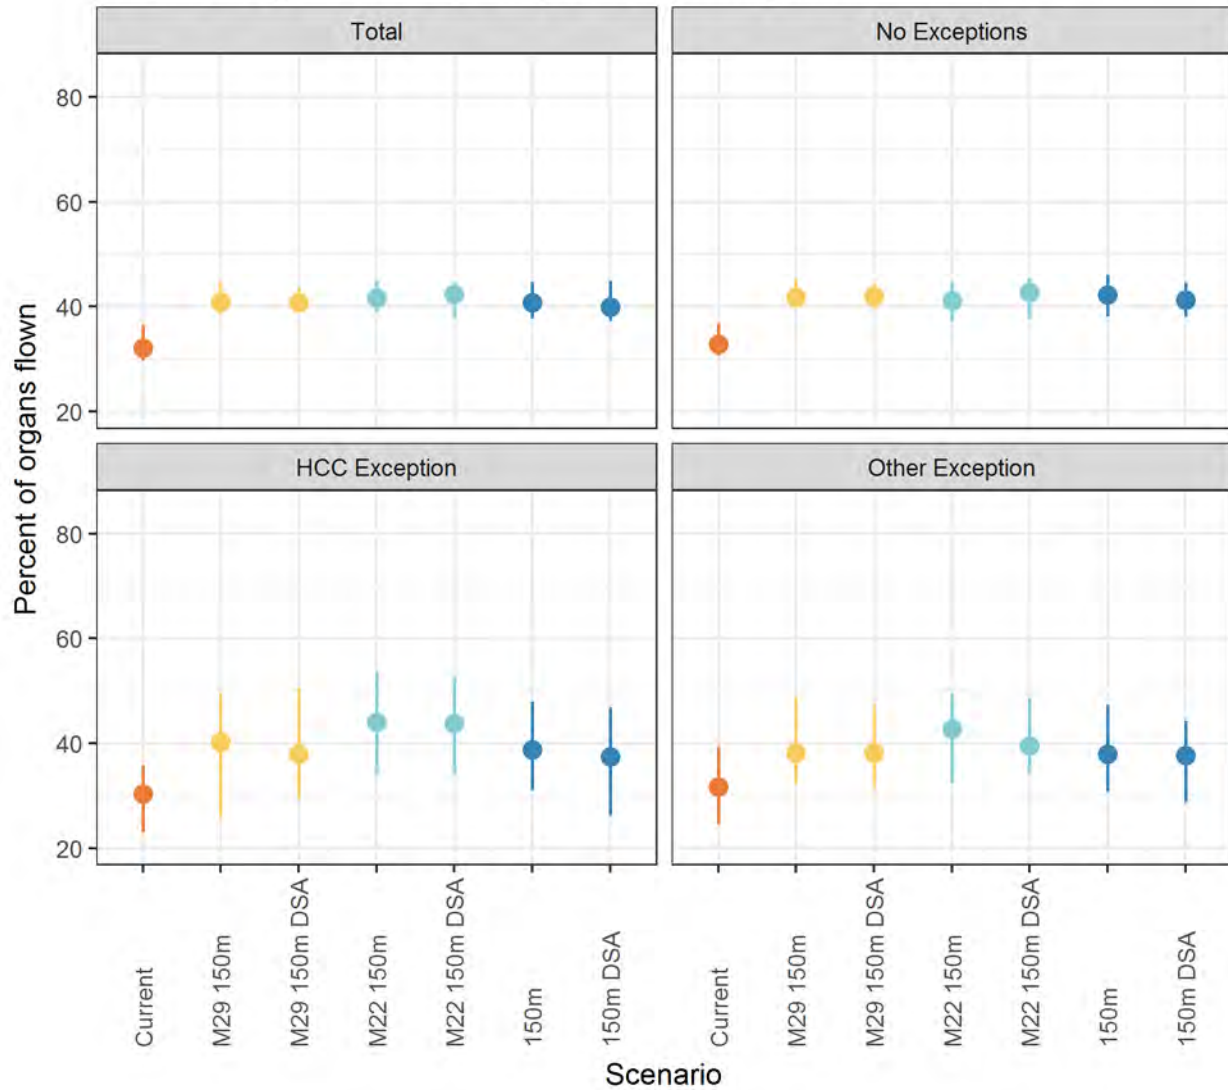 Total
No Exceptions
Percent of organs flown
80
60
40
20
HCC Exception
Other Exception
80
60
40
20
Current
M29 150m
M29 150m DSA
M22 150m
M22 150m DSA
150m
150m DSA
Current
M29 150m
M29 150m DSA
M22 150m
M22 150m DSA
150m
150m DSA
Scenario